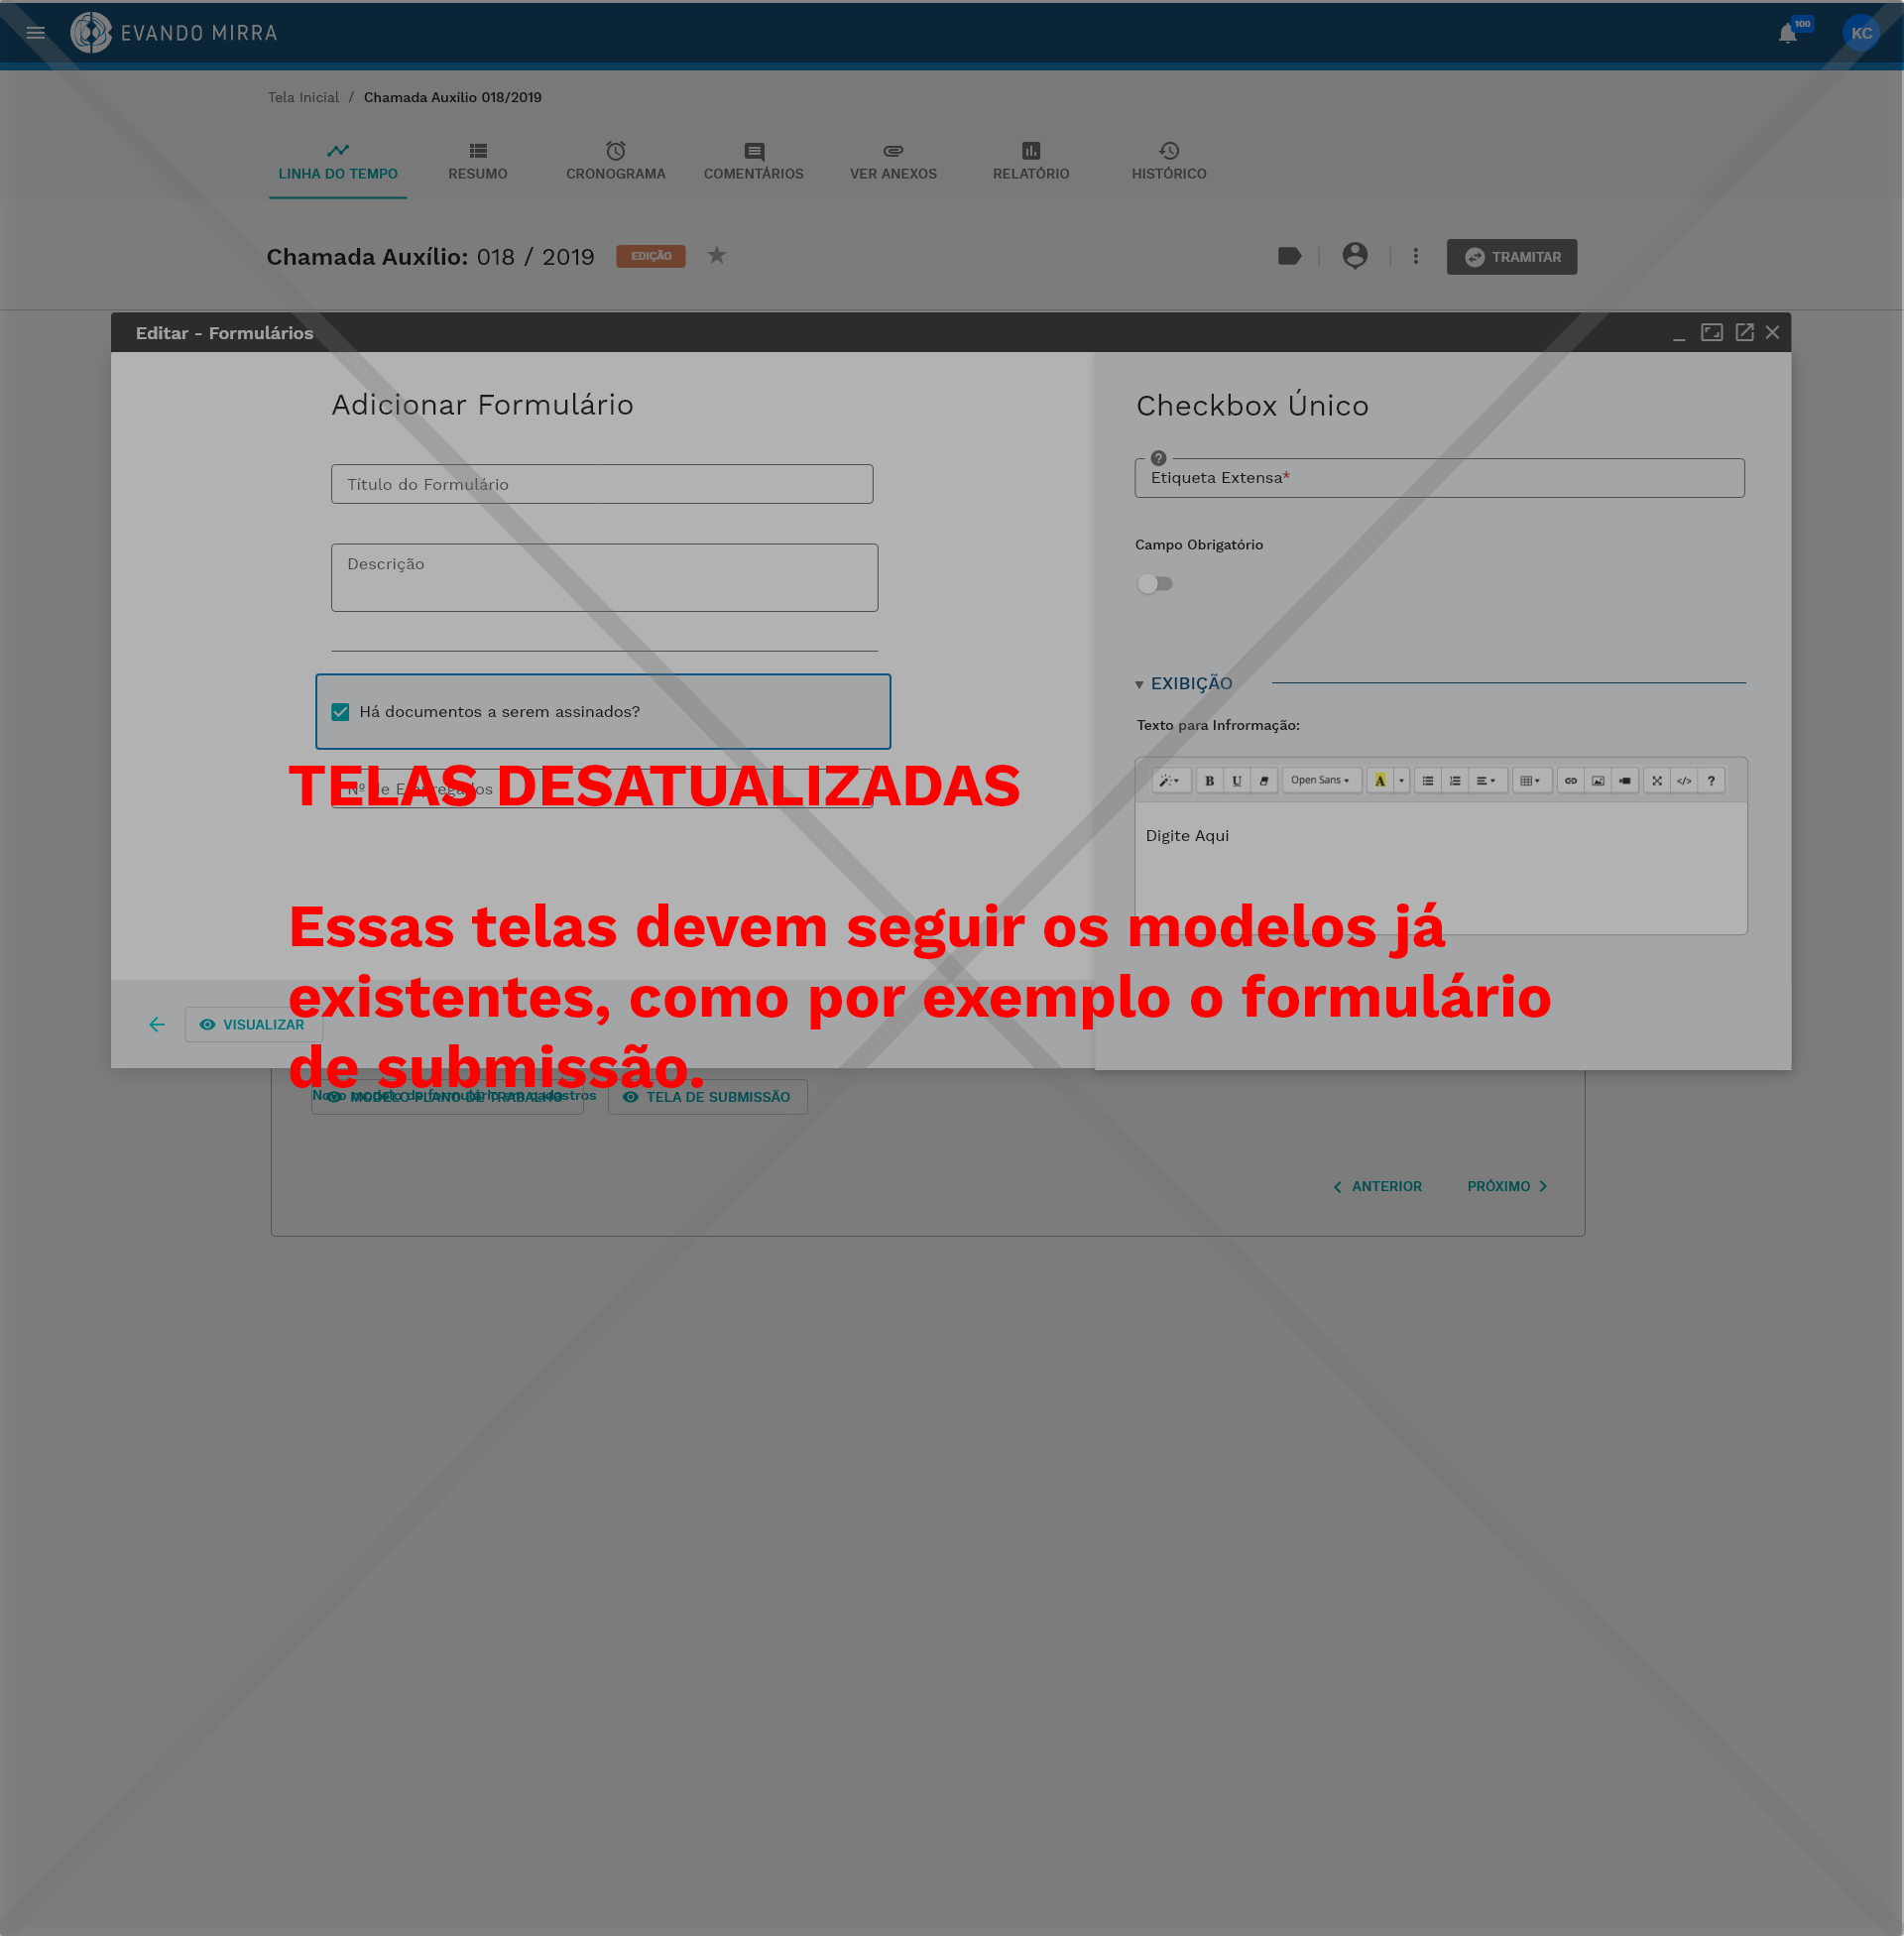 EVANDO MIRRA
100
KC
Tela Inicial / Chamada Auxílio 018/2019
LINHA DO TEMPO
RESUMO
CRONOGRAMA
COMENTÁRIOS
VER ANEXOS
RELATÓRIO
HISTÓRICO
Chamada Auxílio: 018 / 2019
EDIÇÃO
TRAMITAR
Editar - Formulários
Adicionar Formulário
Título do Formulário
Descrição
Há documentos a serem assinados?
Nº de Empregados
Checkbox Único
?
Etiqueta Extensa*
Campo Obrigatório
EXIBIÇÃO
Texto para Infrormação:
B U Open Sans A </> ?
Digite Aqui
TELAS DESATUALIZADAS
Essas telas devem seguir os modelos já
existentes, como por exemplo o formulário
de submissão.
VISUALIZAR
Novo modelo de formulário em cadastros
MODELO PLANO DE TRABALHO
TELA DE SUBMISSÃO
ANTERIOR
PRÓXIMO